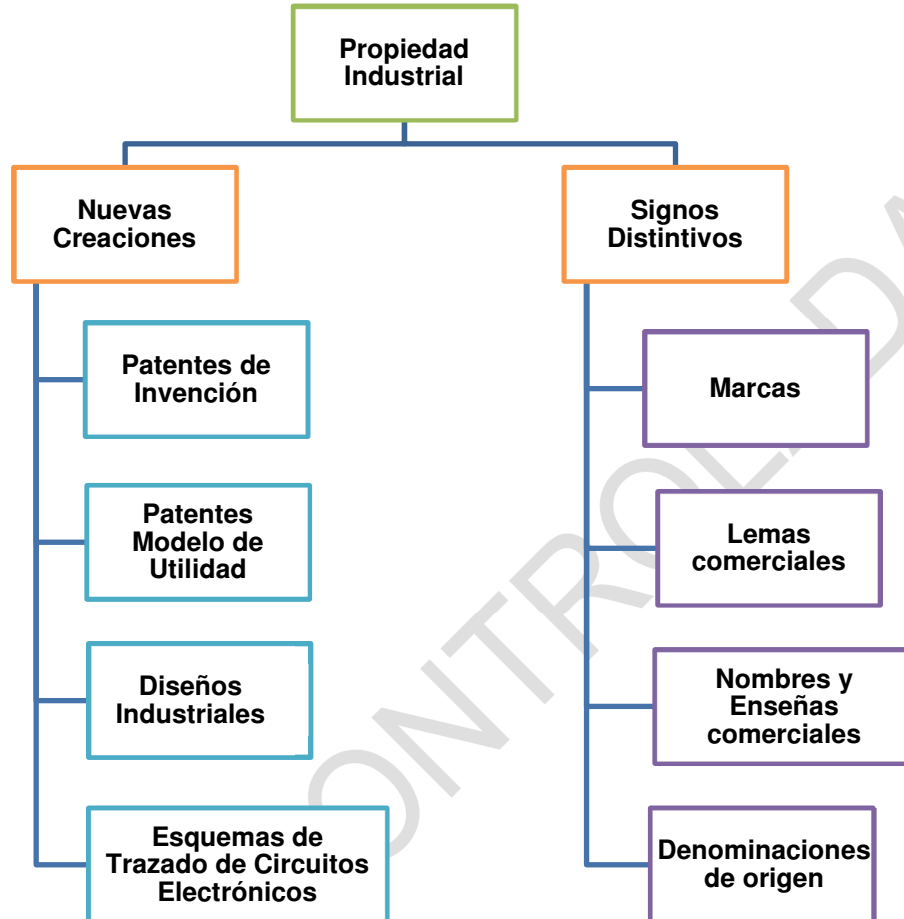 Propiedad
Industrial
Nuevas
Creaciones
Patentes de
Invención
Patentes
Modelo de
Utilidad
Diseños
Industriales
Esquemas de
Trazado de Circuitos
Electrónicos
Signos
Distintivos
Marcas
Lemas
comerciales
Nombres y
Enseñas
comerciales
Denominaciones
de origen